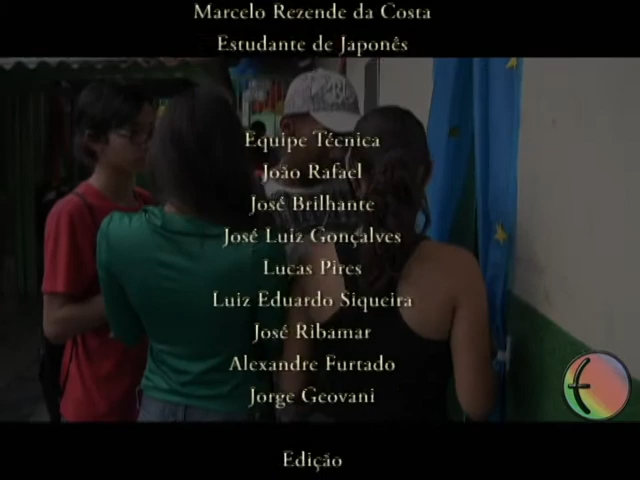 Marcelo Rezende da Costa
Estudante de Japonês
Equipe Técnica
João Rafael
José Brilhante
José Luiz Gonçalves
Lucas Pires
Luiz Eduardo Siqueira
José Ribamar
Alexandre Furtado
Jorge Geovani
Edição